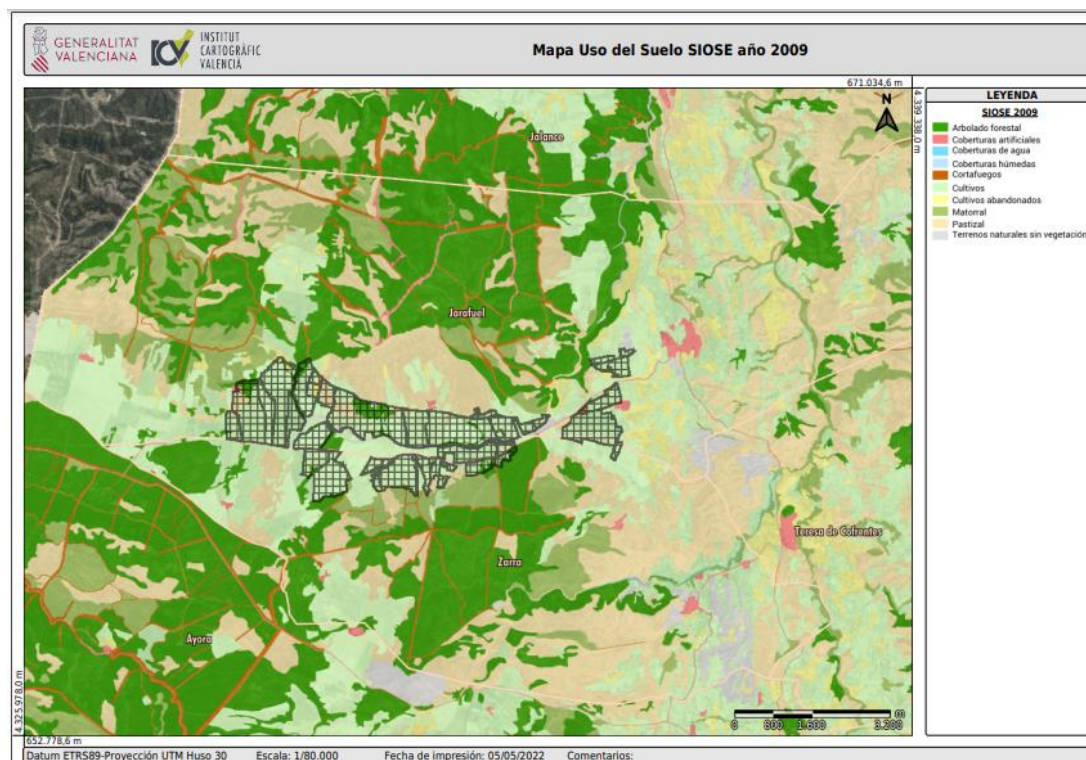 GENERALITAT
VALENCIANA
ICV
INSTITUT
CARTOGRÀFIC
VALENCIÀ
Mapa Uso del Suelo SIOSE año 2009
671.034,6 m
4.339.338,0 m
N
LEYENDA
SIOSE 2009
Arbolado forestal
Coberturas artificiales
Coberturas de agua
Coberturas húmedas
Cortafuegos
Cultivos
Cultivos abandonados
Matorral
Pastizal
Terrenos naturales sin vegetación
Jalance
Jarafuel
Teresa de Cofrentes
Zarra
Ayora
4.325.978,0 m
652.778,6 m
m
0 800 1.600 3.200
Datum ETRS89-Proyección UTM Huso 30 Escala: 1/80.000 Fecha de impresión: 05/05/2022 Comentarios: